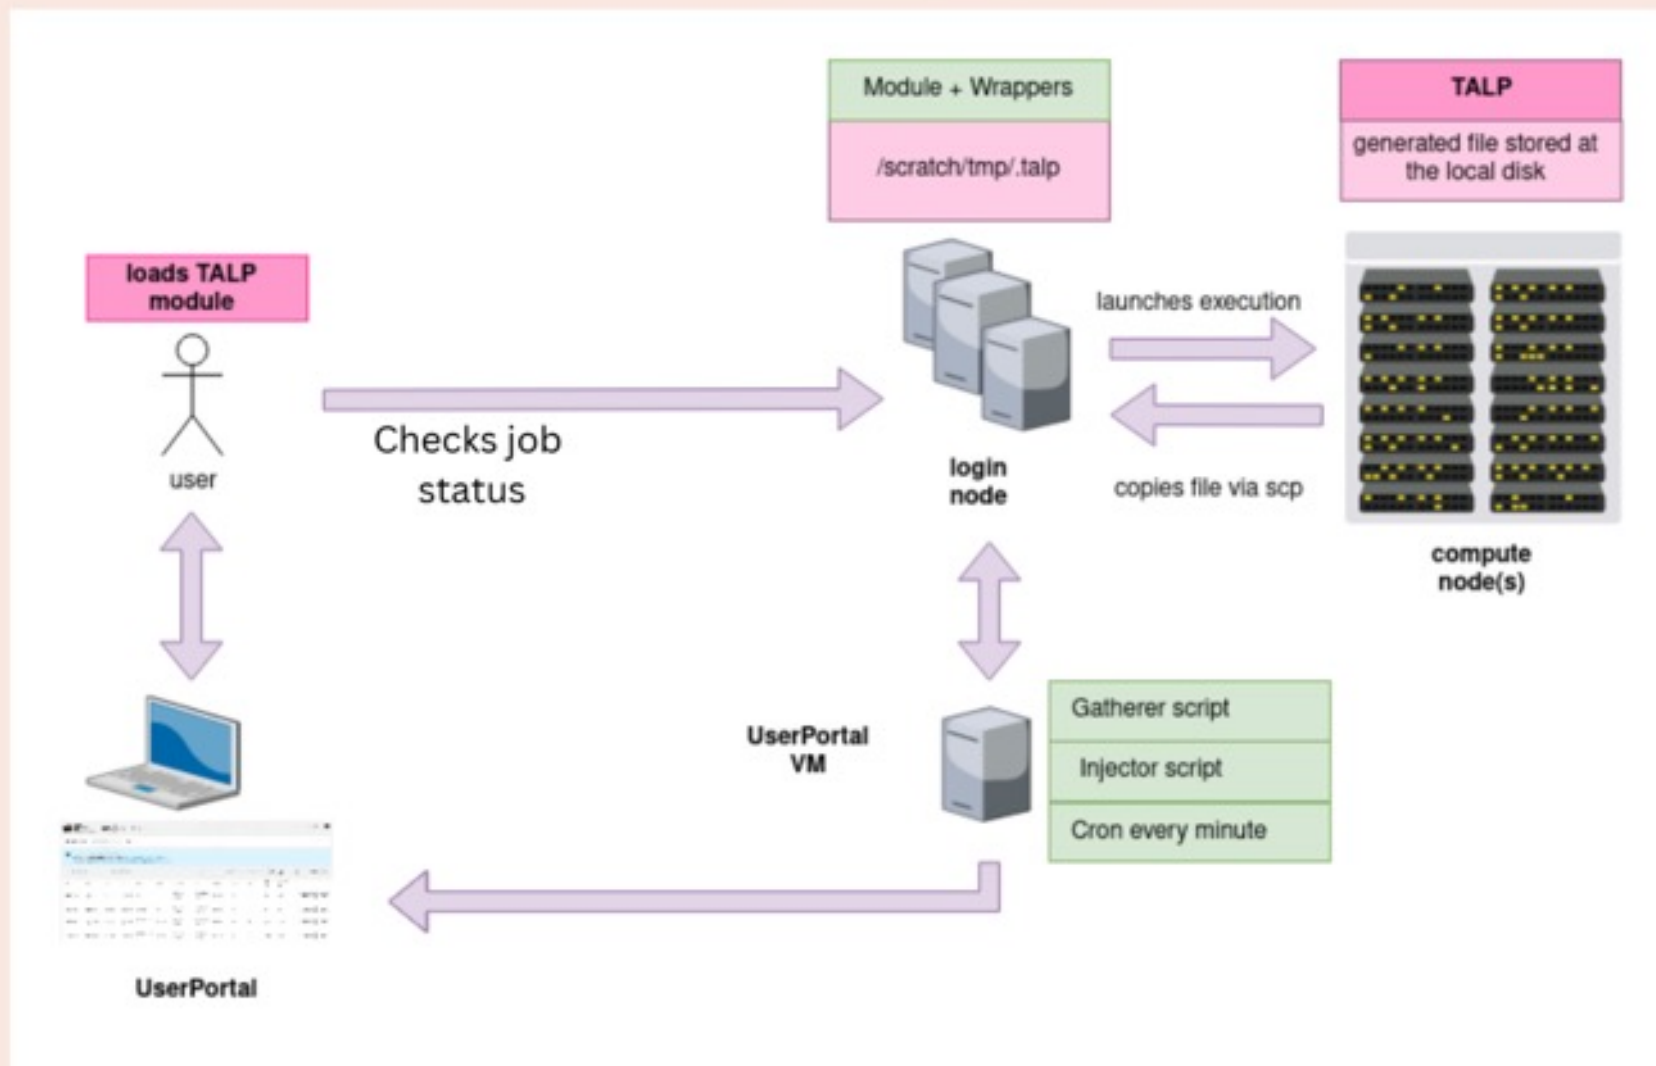 Module + Wrappers
/scratch/tmp/.talp
TALP
generated file stored at
the local disk
loads TALP
module
user
Checks job
status
launches execution
copies file via scp
login
node
compute
node(s)
UserPortal
VM
Gatherer script
Injector script
Cron every minute
UserPortal